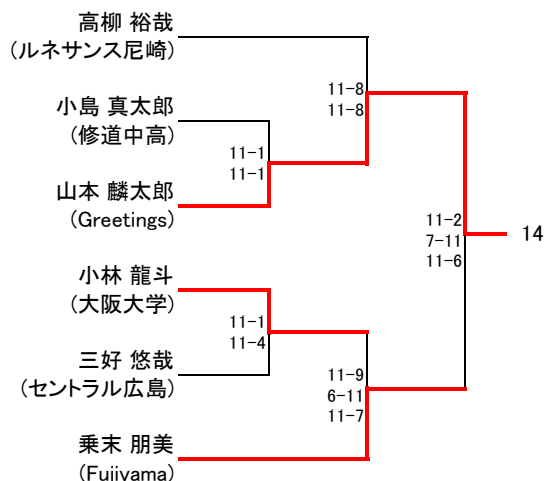 高柳 裕哉
(ルネサンス尼崎)
11-8
11-8
小島 真太郎
(修道中高)
11-1
11-1
山本 麟太郎
(Greetings)
11-2
7-11
11-6
14
小林 龍斗
(大阪大学)
11-1
11-4
三好 悠哉
(セントラル広島)
11-9
6-11
11-7
乗末 朋美
(Fujiyama)